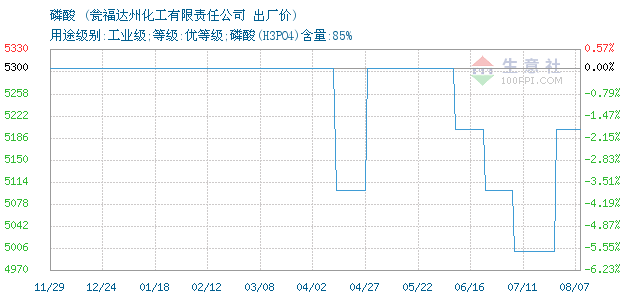 磷酸 (瓮福达州化工有限责任公司 出厂价)
用途级别:工业级;等级:优等级;磷酸(H3PO4)含量:85%
5330 0.57%
5300 0.00%
5258 -0.79%
5222 -1.47%
5186 -2.15%
5150 -2.83%
5114 -3.51%
5078 -4.19%
5042 -4.87%
5006 -5.55%
4970 -6.23%
生意社
100PPI.COM
11/29 12/24 01/18 02/12 03/08 04/02 04/27 05/22 06/16 07/11 08/07